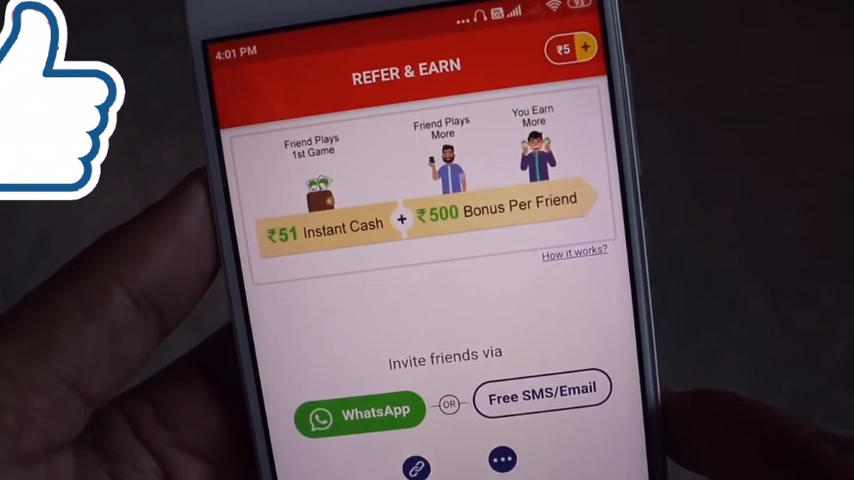 4:01 PM
93
REFER & EARN
₹5 +
Friend Plays
1st Game
Friend Plays
More
You Earn
More
₹51 Instant Cash + ₹500 Bonus Per Friend
How it works?
Invite friends via
WhatsApp
OR
Free SMS/Email